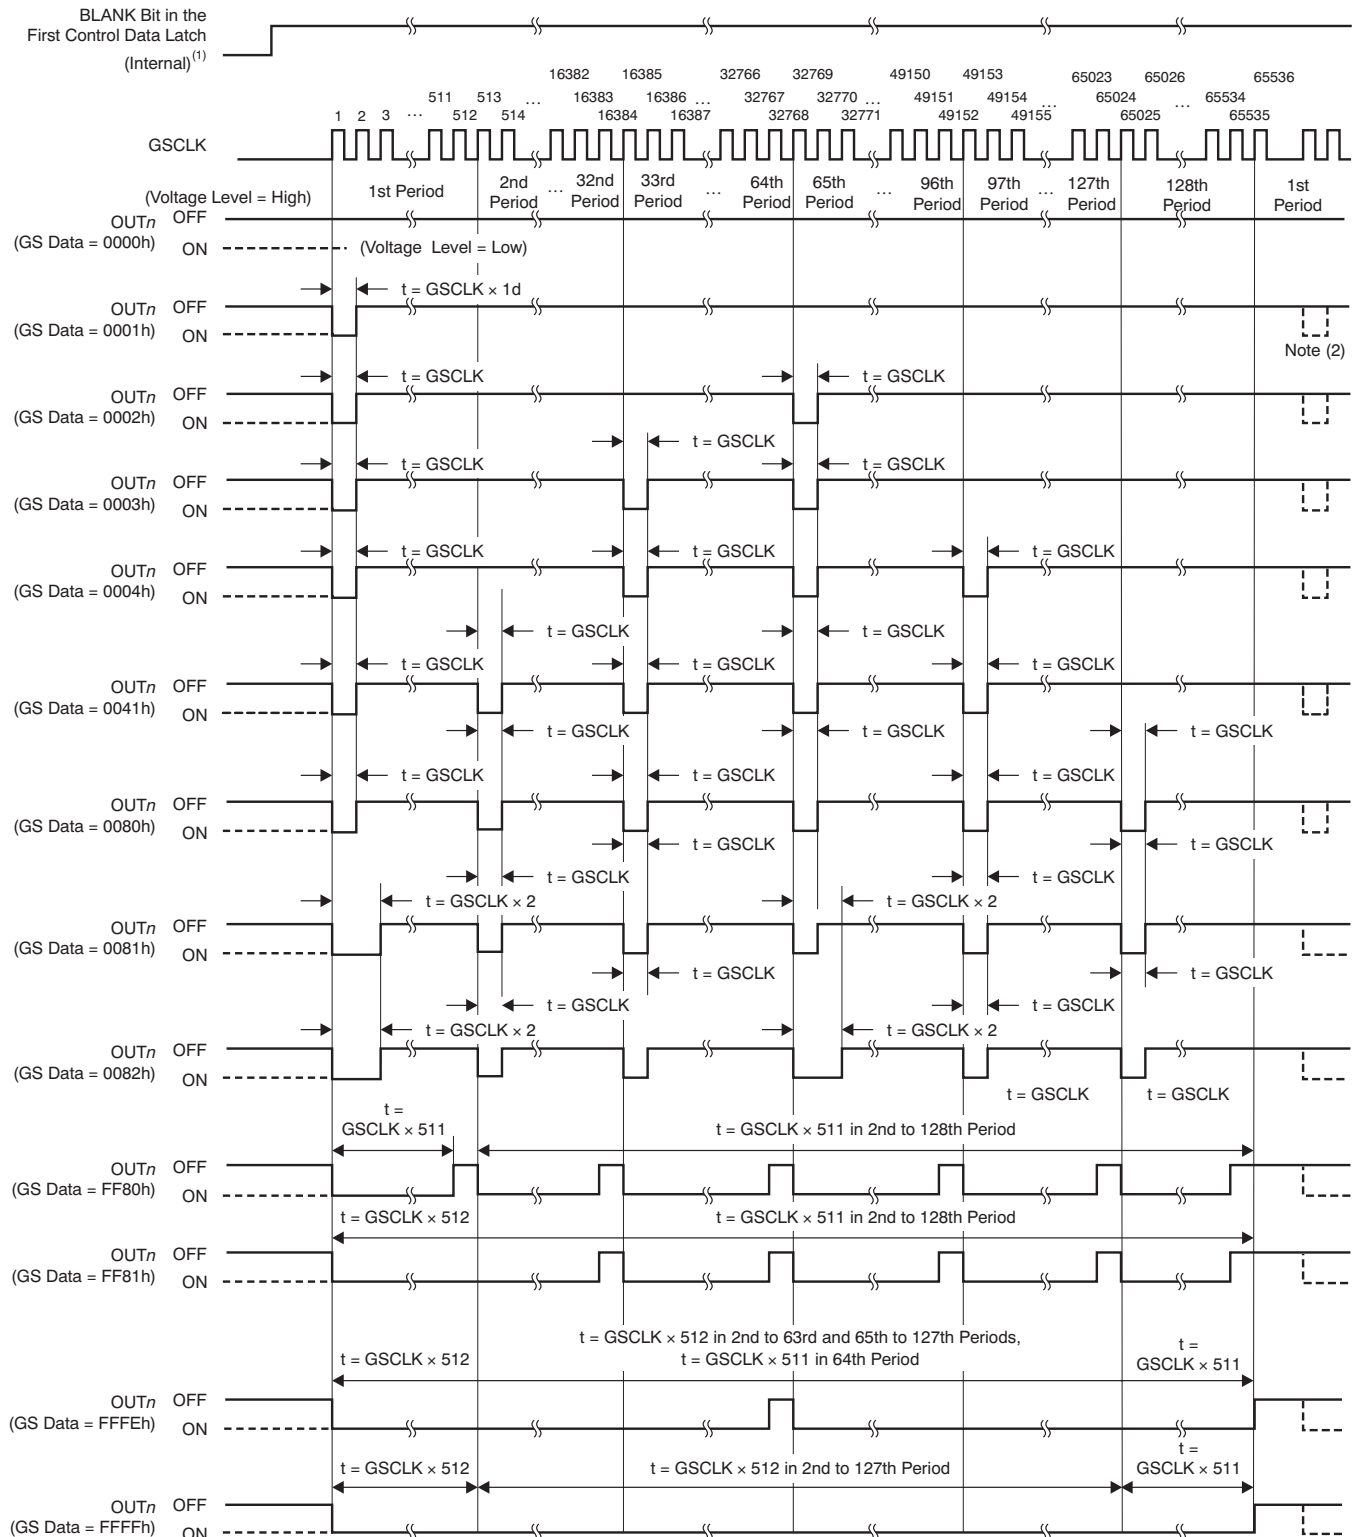 BLANK Bit in the
First Control Data Latch
(Internal)(1)
16382 16385 32766 32769 49150 49153 65023 65026 65536
511 513 ... 16383 16386 ... 32767 32770 ... 49151 49154 ... 65024 ... 65534
1 2 3 ... 512 514 16384 16387 32768 32771 49152 49155 65025 65535
GSCLK
(Voltage Level = High)
1st Period
2nd Period
...
32nd Period
33rd Period
...
64th Period
65th Period
...
96th Period
97th Period
...
127th Period
128th Period
1st Period
OUTn OFF
(GS Data = 0000h) ON
(Voltage Level = Low)
t = GSCLK × 1d
OUTn OFF
(GS Data = 0001h) ON
Note (2)
t = GSCLK t = GSCLK
OUTn OFF
(GS Data = 0002h) ON
t = GSCLK
t = GSCLK t = GSCLK
OUTn OFF
(GS Data = 0003h) ON
t = GSCLK t = GSCLK t = GSCLK t = GSCLK
OUTn OFF
(GS Data = 0004h) ON
t = GSCLK t = GSCLK
t = GSCLK t = GSCLK t = GSCLK
OUTn OFF
(GS Data = 0041h) ON
t = GSCLK t = GSCLK t = GSCLK
t = GSCLK t = GSCLK t = GSCLK
OUTn OFF
(GS Data = 0080h) ON
t = GSCLK t = GSCLK
t = GSCLK t = GSCLK
t = GSCLK × 2 t = GSCLK × 2
OUTn OFF
(GS Data = 0081h) ON
t = GSCLK t = GSCLK
t = GSCLK t = GSCLK
t = GSCLK × 2 t = GSCLK × 2
OUTn OFF
(GS Data = 0082h) ON
t = GSCLK t = GSCLK
t =
GSCLK × 511 t = GSCLK × 511 in 2nd to 128th Period
OUTn OFF
(GS Data = FF80h) ON
t = GSCLK × 512 t = GSCLK × 511 in 2nd to 128th Period
OUTn OFF
(GS Data = FF81h) ON
t = GSCLK × 512 in 2nd to 63rd and 65th to 127th Periods,
t = GSCLK × 511 in 64th Period
t = GSCLK × 512
t =
GSCLK × 511
OUTn OFF
(GS Data = FFFEh) ON
t = GSCLK × 512 t = GSCLK × 512 in 2nd to 127th Period
t =
GSCLK × 511
OUTn OFF
(GS Data = FFFFh) ON